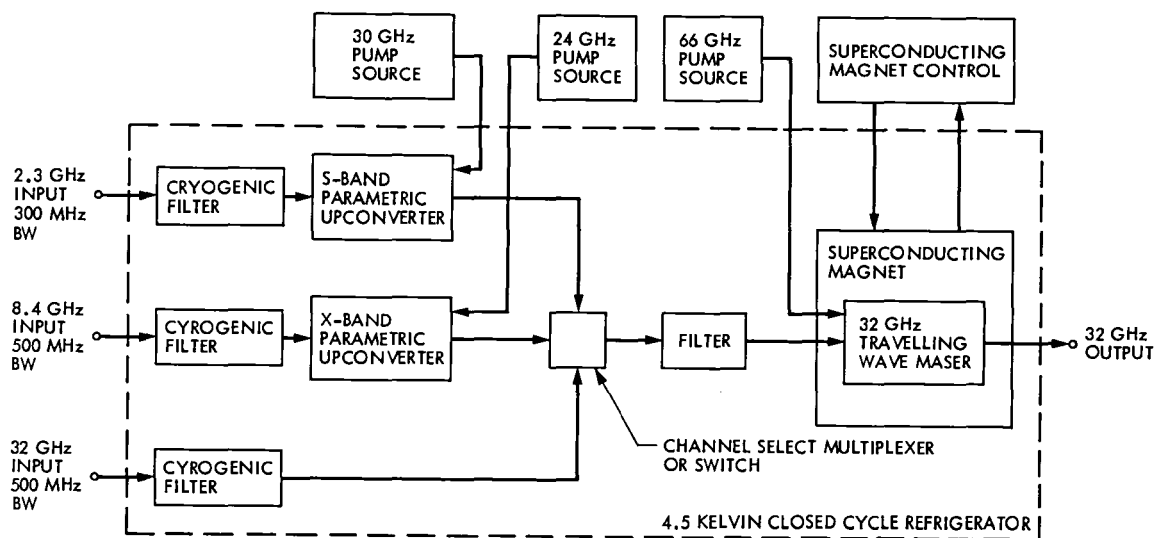 30 GHz
PUMP
SOURCE
24 GHz
PUMP
SOURCE
66 GHz
PUMP
SOURCE
SUPERCONDUCTING
MAGNET CONTROL
2.3 GHz
INPUT
300 MHz
BW
CRYOGENIC
FILTER
S-BAND
PARAMETRIC
UPCONVERTER
8.4 GHz
INPUT
500 MHz
BW
CYROGENIC
FILTER
X-BAND
PARAMETRIC
UPCONVERTER
FILTER
SUPERCONDUCTING
MAGNET
32 GHz
TRAVELLING
WAVE MASER
32 GHz
OUTPUT
32 GHz
INPUT
500 MHz
BW
CYROGENIC
FILTER
CHANNEL SELECT MULTIPLEXER
OR SWITCH
4.5 KELVIN CLOSED CYCLE REFRIGERATOR